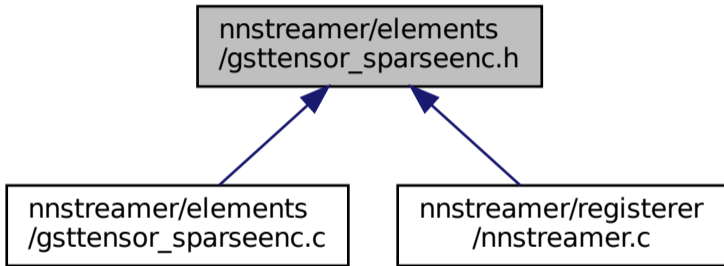 nnstreamer/elements
/gsttensor_sparseenc.h
nnstreamer/elements
/gsttensor_sparseenc.c
nnstreamer/registerer
/nnstreamer.c